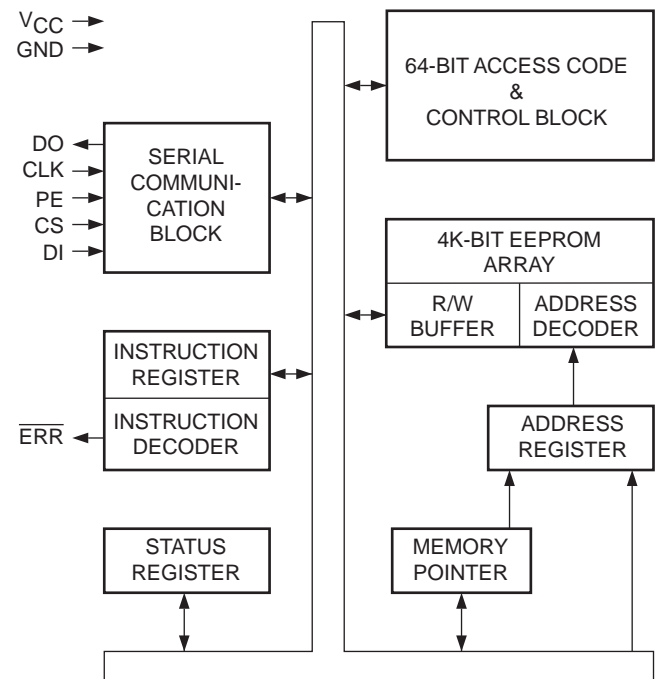 VCC
GND
64-BIT ACCESS CODE
&
CONTROL BLOCK
DO
CLK
PE
CS
DI
SERIAL
COMMUNI-
CATION
BLOCK
4K-BIT EEPROM
ARRAY
R/W
BUFFER
ADDRESS
DECODER
INSTRUCTION
REGISTER
INSTRUCTION
DECODER
ERR
ADDRESS
REGISTER
STATUS
REGISTER
MEMORY
POINTER